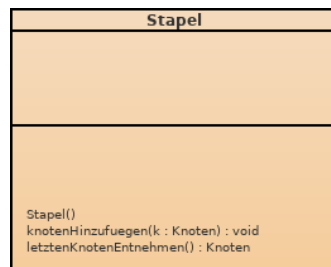 Stapel
Stapel()
knotenHinzufuegen(k : Knoten) : void
letztenKnotenEntnehmen() : Knoten